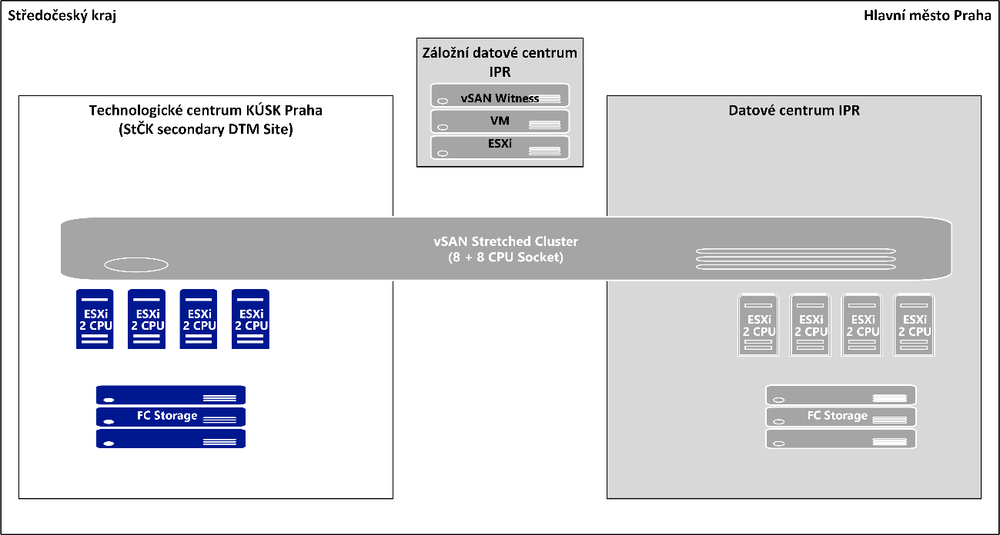 Středočeský kraj
Hlavní město Praha
Záložní datové centrum
IPR
vSAN Witness
VM
ESXi
Technologické centrum KÚSK Praha
(StČK secondary DTM Site)
Datové centrum IPR
vSAN Stretched Cluster
(8 + 8 CPU Socket)
ESXi
2 CPU
ESXi
2 CPU
ESXi
2 CPU
ESXi
2 CPU
ESXi
2 CPU
ESXi
2 CPU
ESXi
2 CPU
ESXi
2 CPU
FC Storage
FC Storage